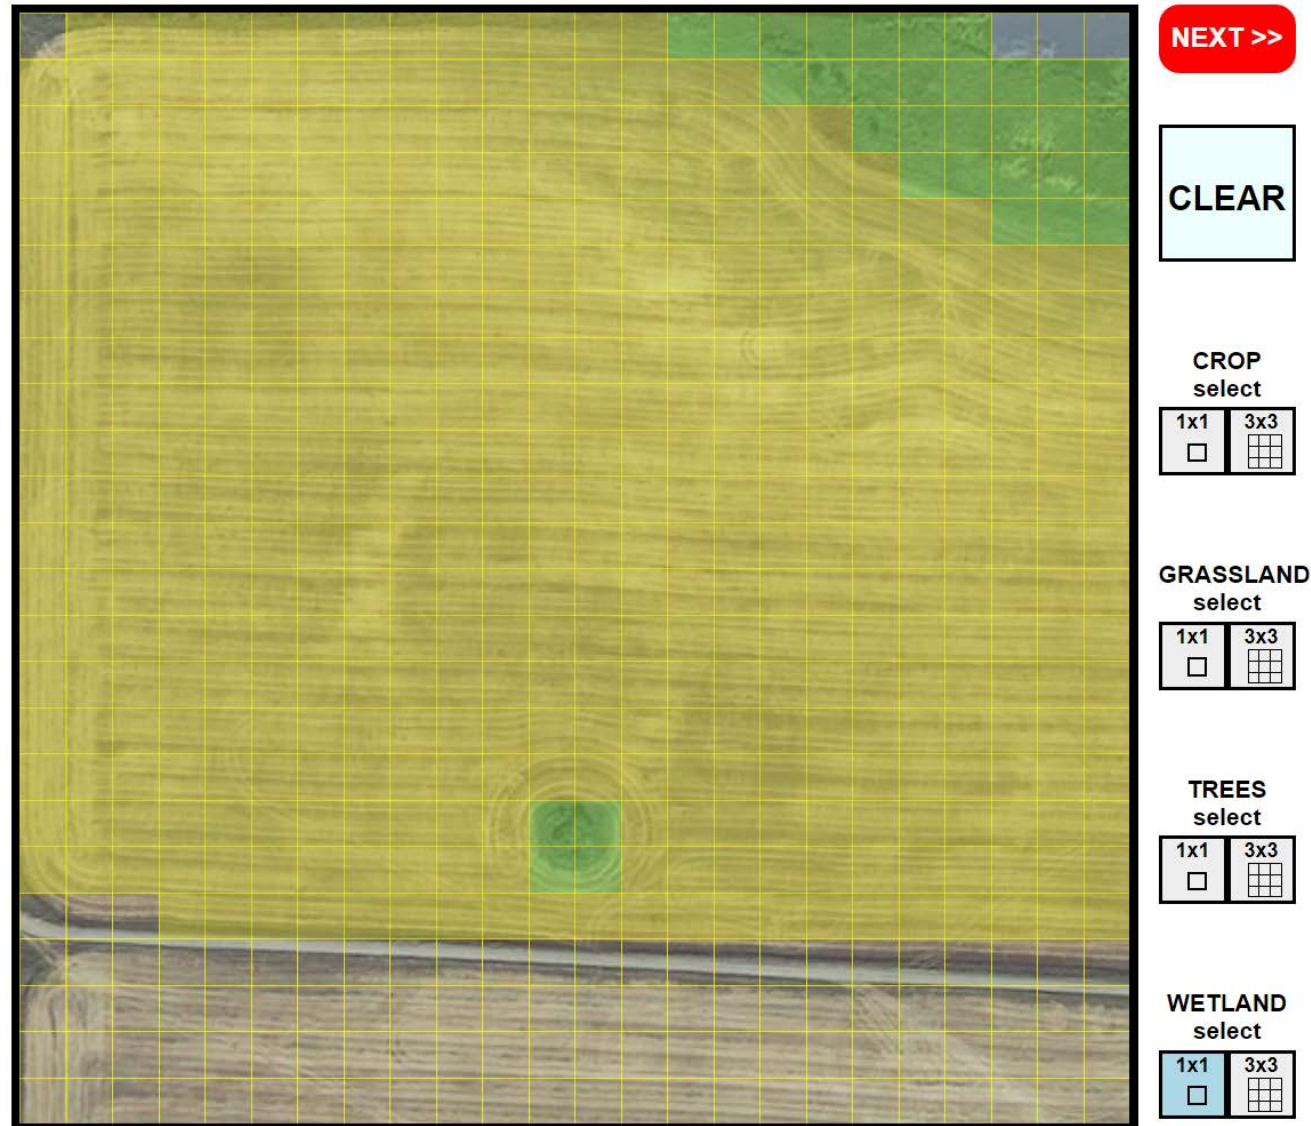 NEXT >>
CLEAR
CROP
select
1x1 3x3
GRASSLAND
select
1x1 3x3
TREES
select
1x1 3x3
WETLAND
select
1x1 3x3